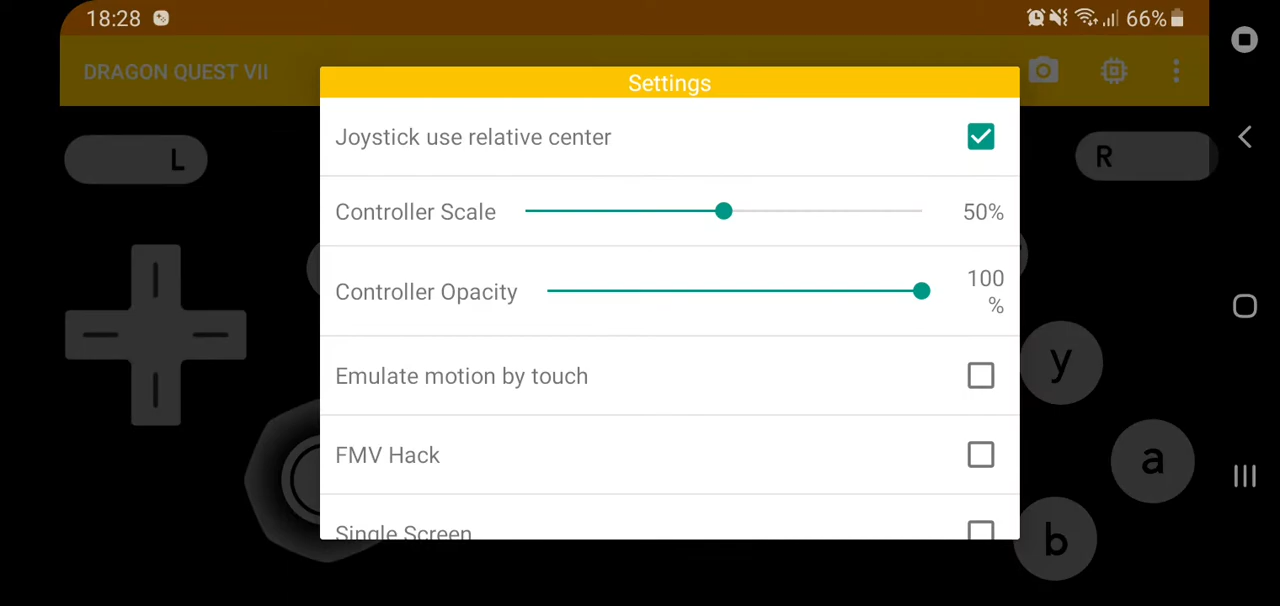 18:28
66%
DRAGON QUEST VII
Settings
L
R
Joystick use relative center
Controller Scale 50%
Controller Opacity 100
%
Emulate motion by touch
y
FMV Hack
a
Single Screen
b